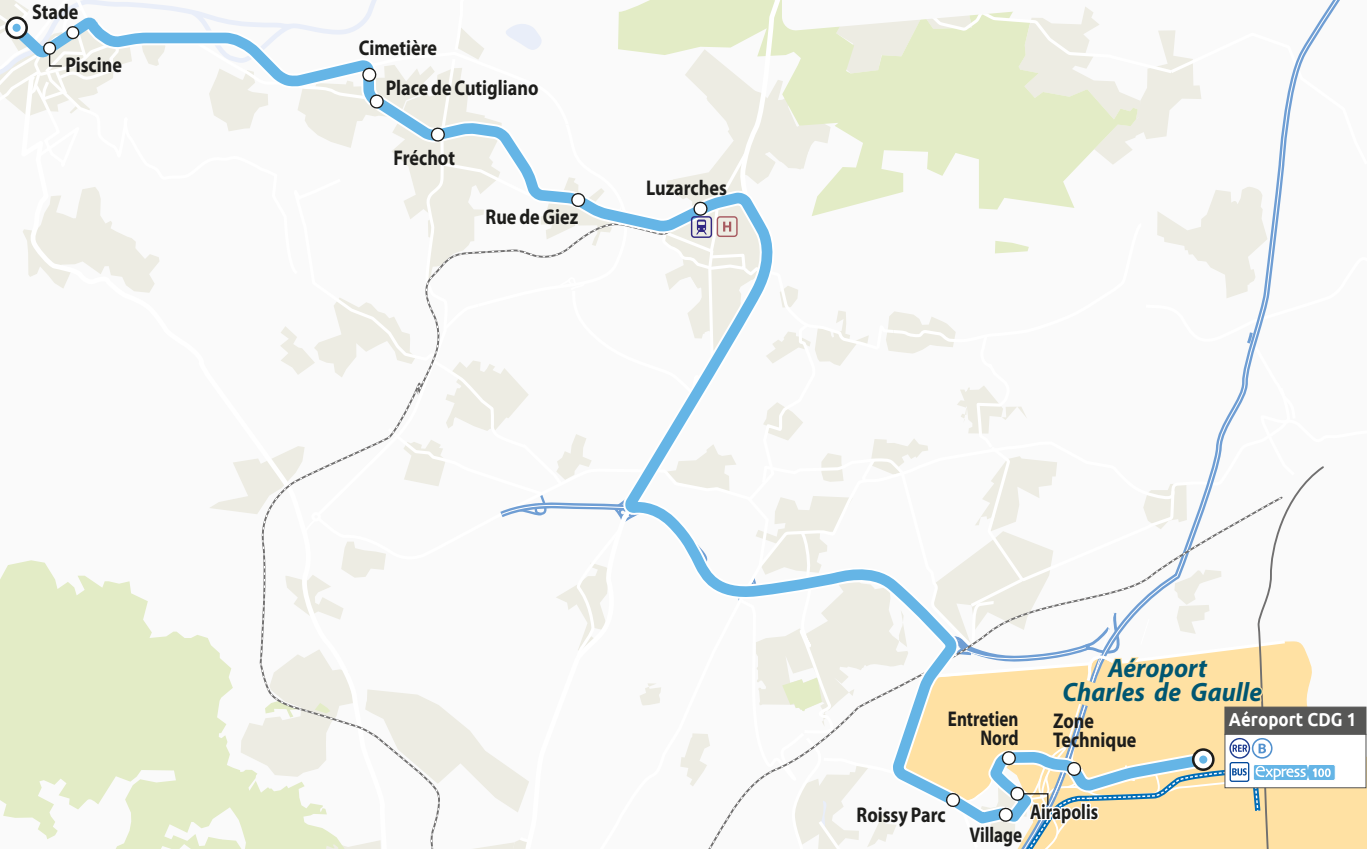 Stade
Piscine
Cimetière
Place de Cutigliano
Fréchot
Rue de Giez
Luzarches
H
Aéroport
Charles de Gaulle
Aéroport CDG 1
RER B
BUS express 100
Entretien
Nord
Zone
Technique
Roissy Parc
Village
Airapolis